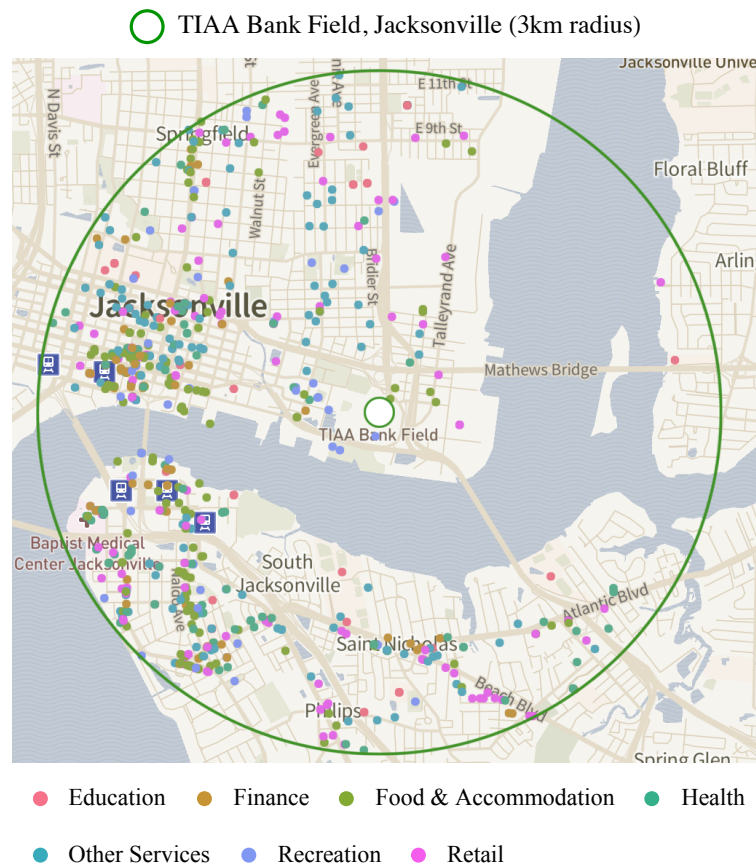 TIAA Bank Field, Jacksonville (3km radius)
Jacksonville Unive
E 11th St
N Davis St
Evergreen Ave
Springfield
E 9th St
Floral Bluff
Walnut St
Bridier St
Arlin
Talleyrand Ave
Jacksonville
Mathews Bridge
TIAA Bank Field
Baptist Medical
Center Jacksonville
South
Jacksonville
Atlantic Blvd
Saint Nicholas
Beach Blvd
Philips
Spring Glen
Education
Finance
Food & Accommodation
Health
Other Services
Recreation
Retail